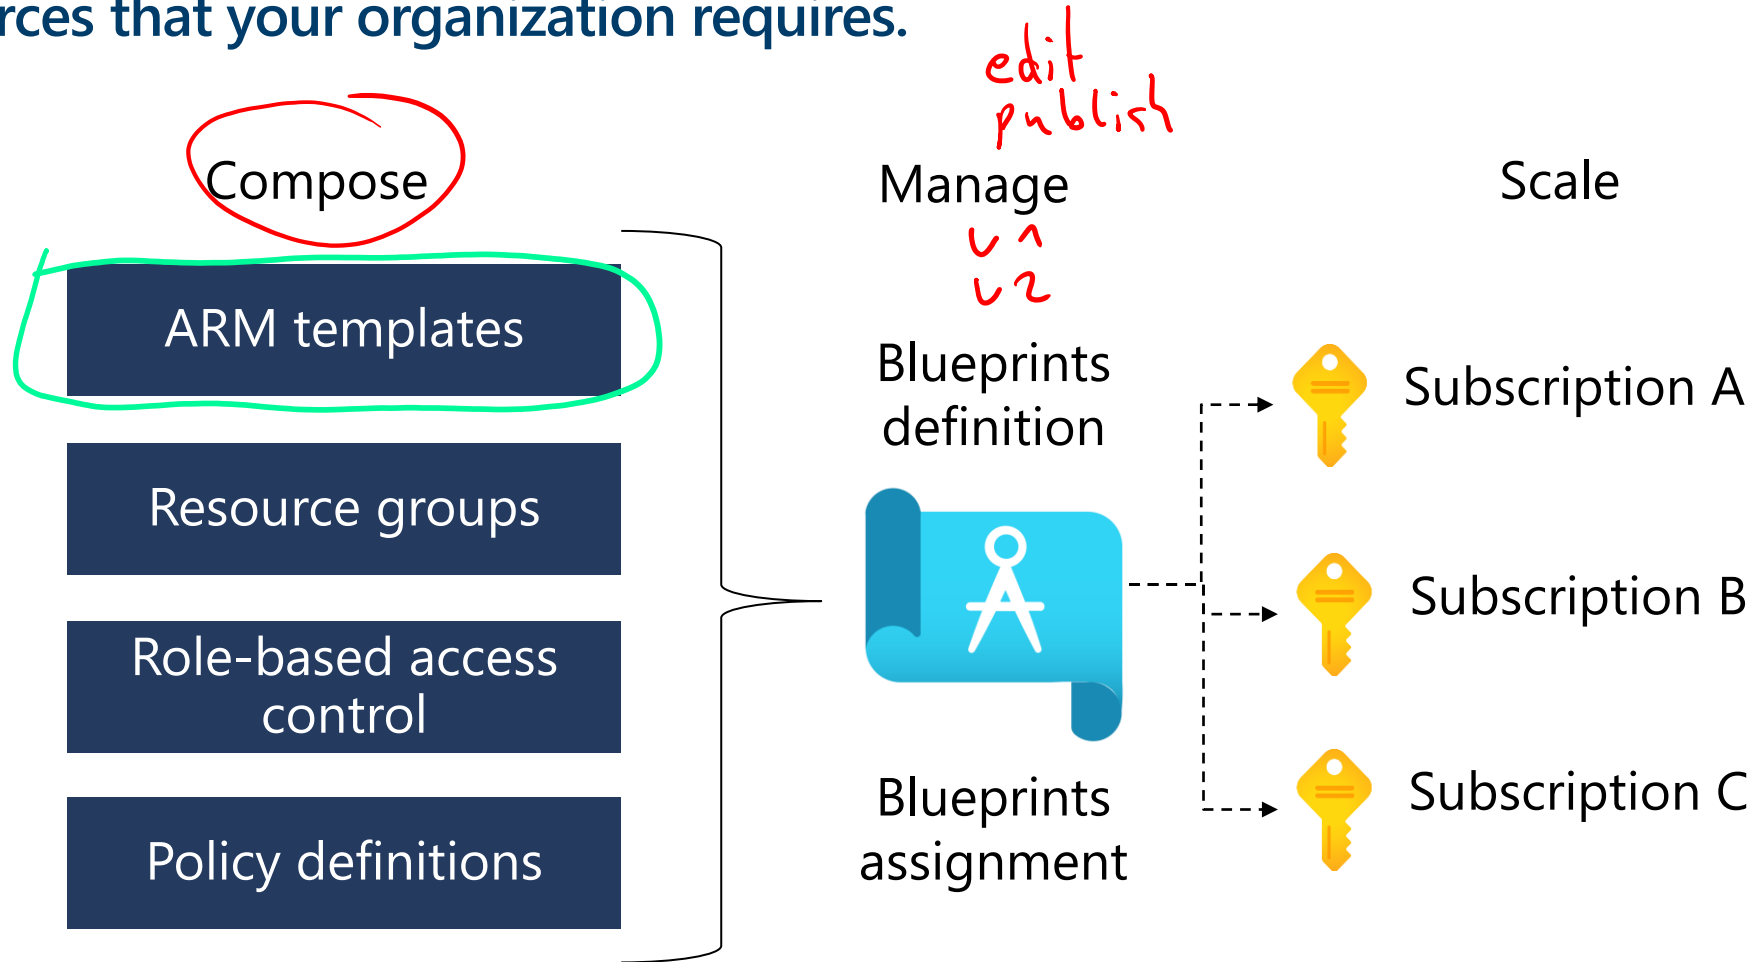 rces that your organization requires.
edit
publish
Compose
Manage
Scale
v1
v2
ARM templates
Resource groups
Role-based access
control
Policy definitions
Blueprints
definition
Blueprints
assignment
Subscription A
Subscription B
Subscription C